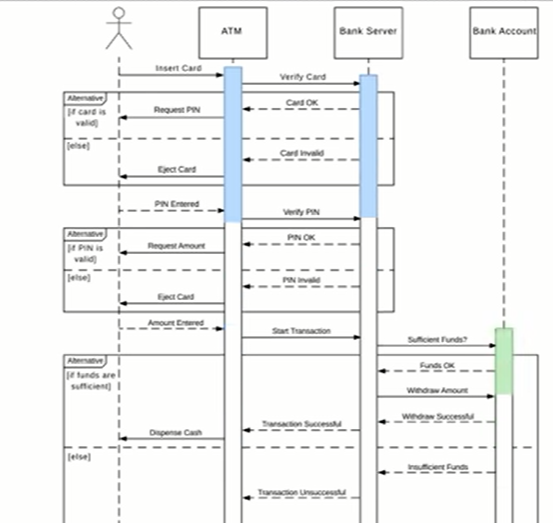 ATM
Bank Server
Bank Account
Insert Card
Verify Card
Alternative
[if card is
valid]
Card OK
Request PIN
[else]
Card Invalid
Eject Card
PIN Entered
Verify PIN
Alternative
[if PIN is
valid]
PIN OK
Request Amount
[else]
PIN Invalid
Eject Card
Amount Entered
Start Transaction
Sufficient Funds?
Alternative
[if funds are
sufficient]
Funds OK
Withdraw Amount
Withdraw Successful
Transaction Successful
Dispense Cash
[else]
Insufficient Funds
Transaction Unsuccessful